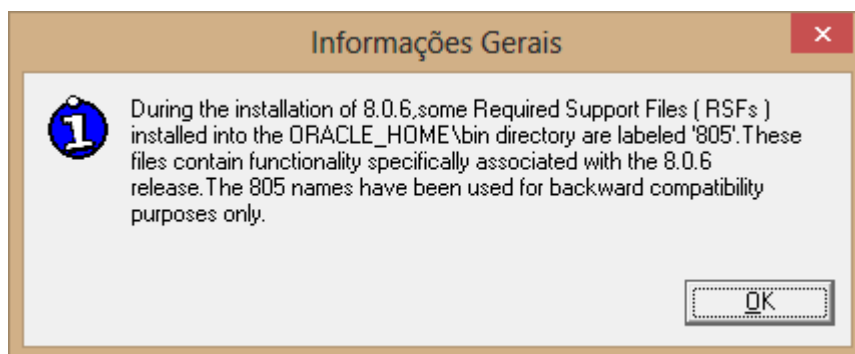 Informações Gerais
During the installation of 8.0.6,some Required Support Files ( RSFs )
installed into the ORACLE_HOME\bin directory are labeled '805'.These
files contain functionality specifically associated with the 8.0.6
release.The 805 names have been used for backward compatibility
purposes only.
OK